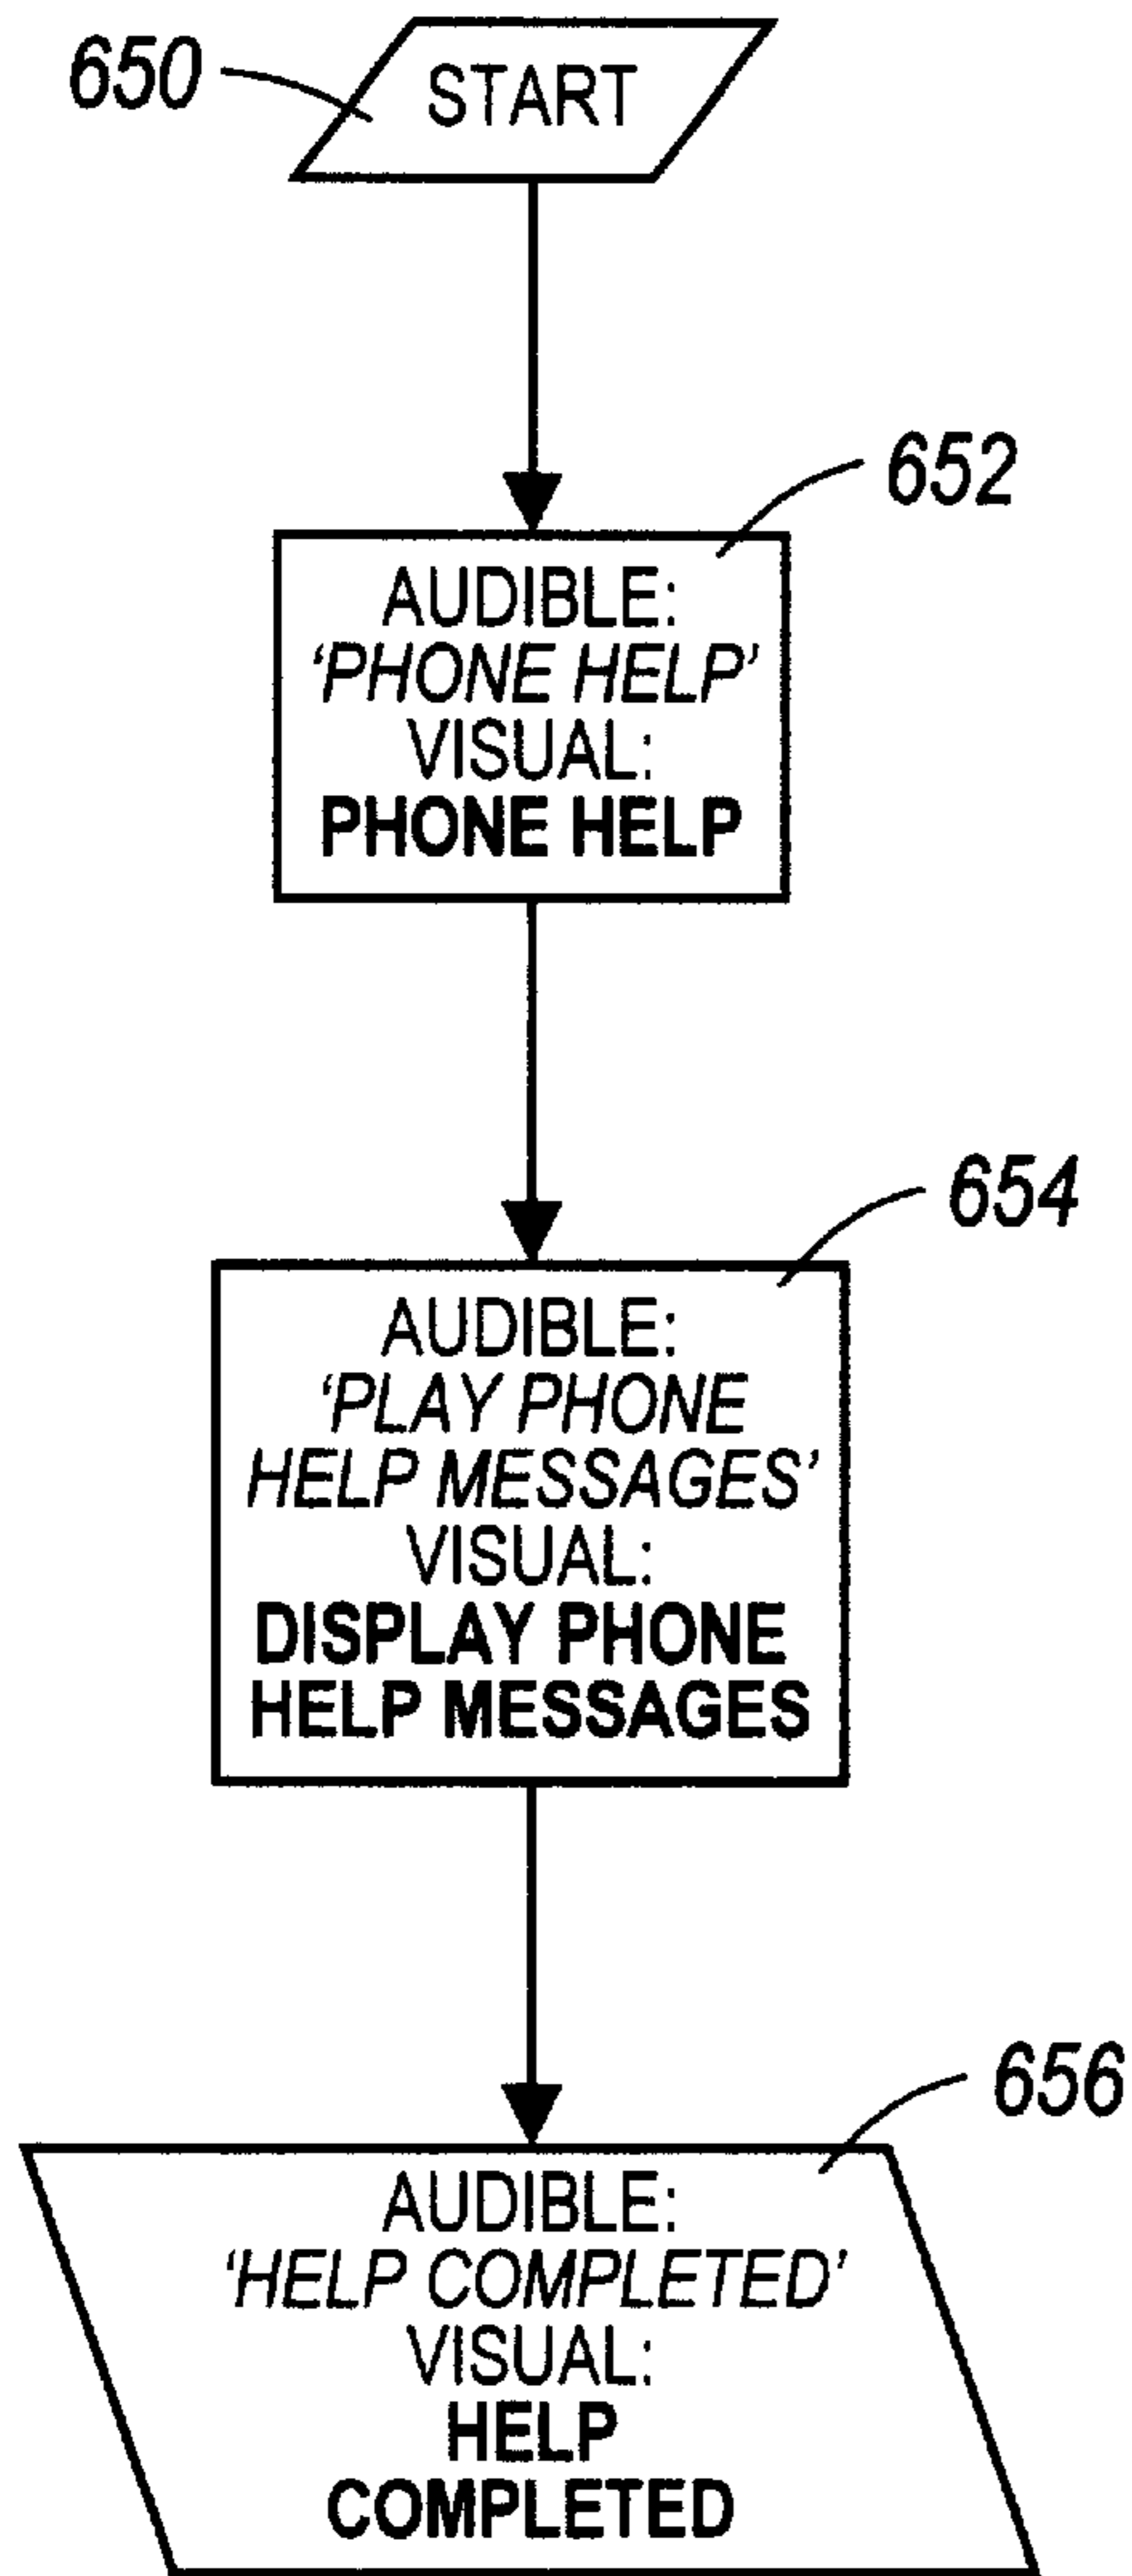 650
START
652
AUDIBLE:
‘PHONE HELP’
VISUAL:
PHONE HELP
654
AUDIBLE:
‘PLAY PHONE
HELP MESSAGES’
VISUAL:
DISPLAY PHONE
HELP MESSAGES
656
AUDIBLE:
‘HELP COMPLETED’
VISUAL:
HELP
COMPLETED